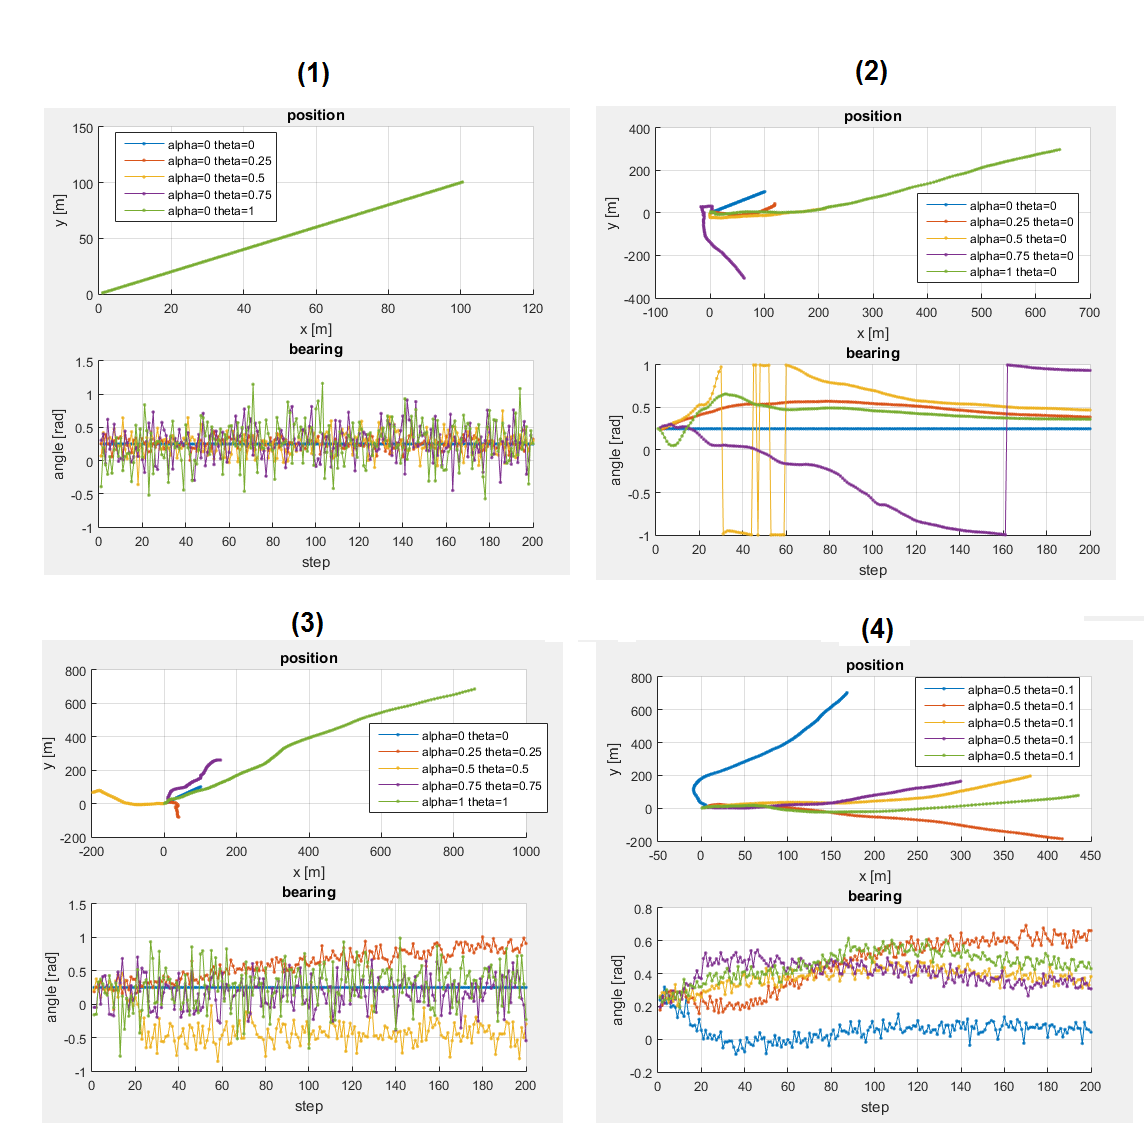 (1)
position
150
100
50
0
y [m]
alpha=0 theta=0
alpha=0 theta=0.25
alpha=0 theta=0.5
alpha=0 theta=0.75
alpha=0 theta=1
0 20 40 60 80 100 120
x [m]
bearing
1.5
1
0.5
0
-0.5
-1
angle [rad]
0 20 40 60 80 100 120 140 160 180 200
step
(2)
position
400
200
0
-200
-400
y [m]
alpha=0 theta=0
alpha=0.25 theta=0
alpha=0.5 theta=0
alpha=0.75 theta=0
alpha=1 theta=0
-100 0 100 200 300 400 500 600 700
x [m]
bearing
1
0.5
0
-0.5
-1
angle [rad]
0 20 40 60 80 100 120 140 160 180 200
step
(3)
position
800
600
400
200
0
-200
y [m]
alpha=0 theta=0
alpha=0.25 theta=0.25
alpha=0.5 theta=0.5
alpha=0.75 theta=0.75
alpha=1 theta=1
-200 0 200 400 600 800 1000
x [m]
bearing
1.5
1
0.5
0
-0.5
-1
angle [rad]
0 20 40 60 80 100 120 140 160 180 200
step
(4)
position
800
600
400
200
0
-200
y [m]
alpha=0.5 theta=0.1
alpha=0.5 theta=0.1
alpha=0.5 theta=0.1
alpha=0.5 theta=0.1
alpha=0.5 theta=0.1
-50 0 50 100 150 200 250 300 350 400 450
x [m]
bearing
0.8
0.6
0.4
0.2
0
-0.2
angle [rad]
0 20 40 60 80 100 120 140 160 180 200
step